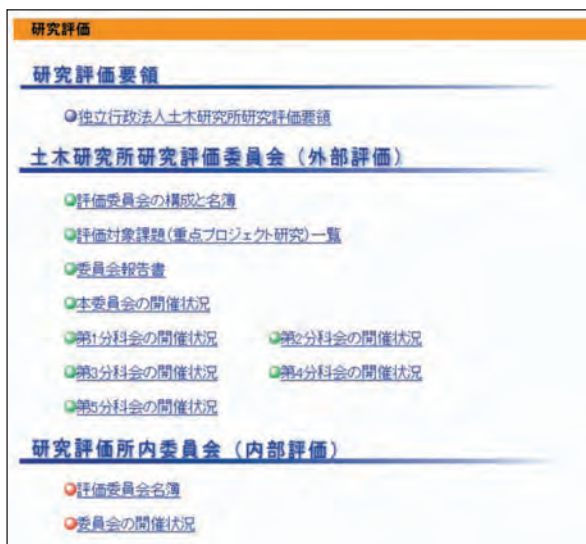 研究評価
研究評価要領
独立行政法人土木研究所研究評価要領
土木研究所研究評価委員会（外部評価）
評価委員会の構成と名簿
評価対象課題(重点プロジェクト研究)一覧
委員会報告書
本委員会の開催状況
第1分科会の開催状況 第2分科会の開催状況
第3分科会の開催状況 第4分科会の開催状況
第5分科会の開催状況
研究評価所内委員会（内部評価）
評価委員会名簿
委員会の開催状況